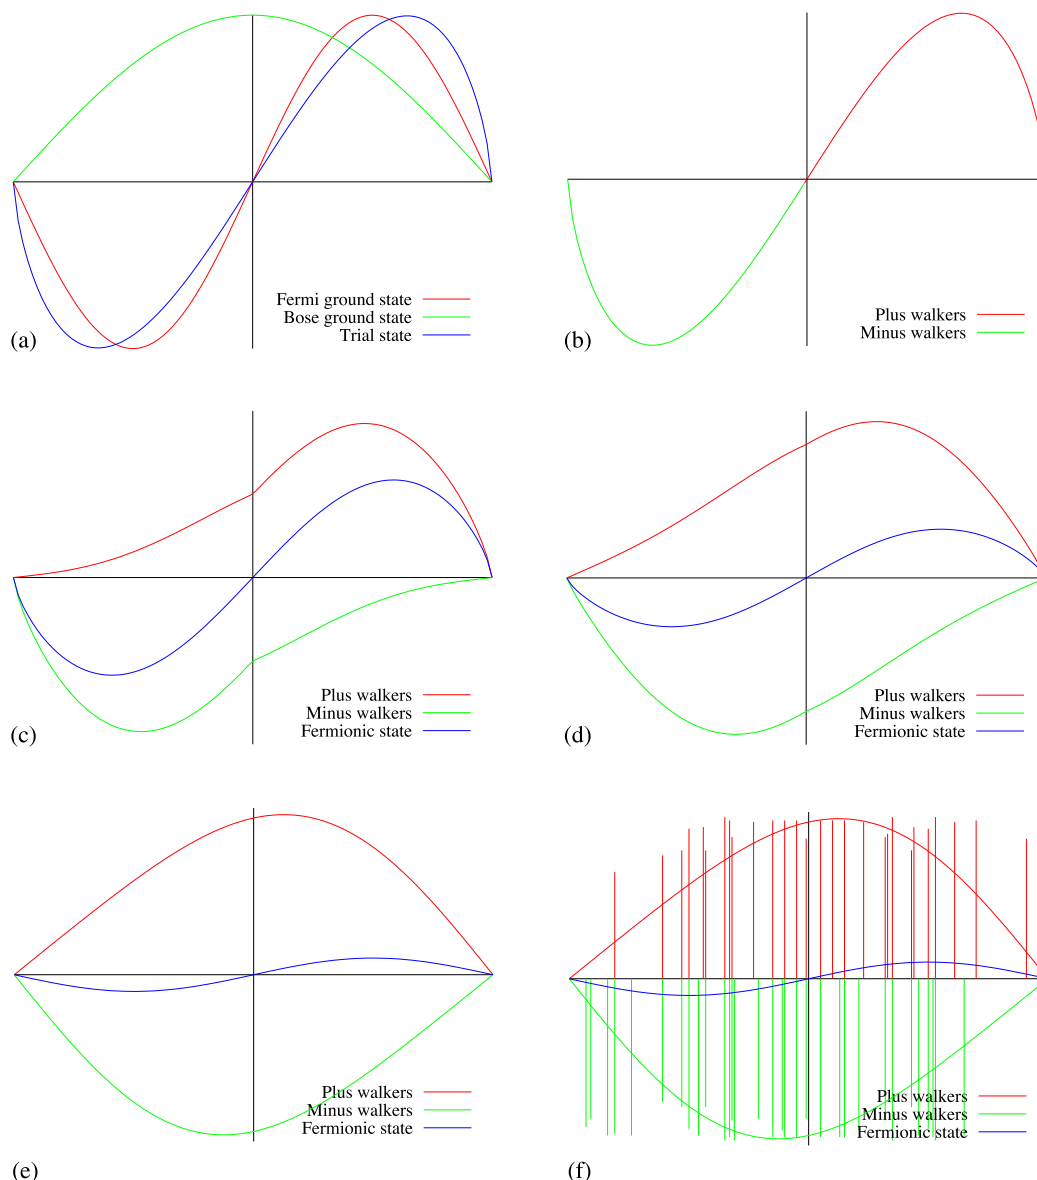 Fermi ground state
Bose ground state
Trial state
(a)
Plus walkers
Minus walkers
(b)
Plus walkers
Minus walkers
Fermionic state
(c)
Plus walkers
Minus walkers
Fermionic state
(d)
Plus walkers
Minus walkers
Fermionic state
(e)
Plus walkers
Minus walkers
Fermionic state
(f)